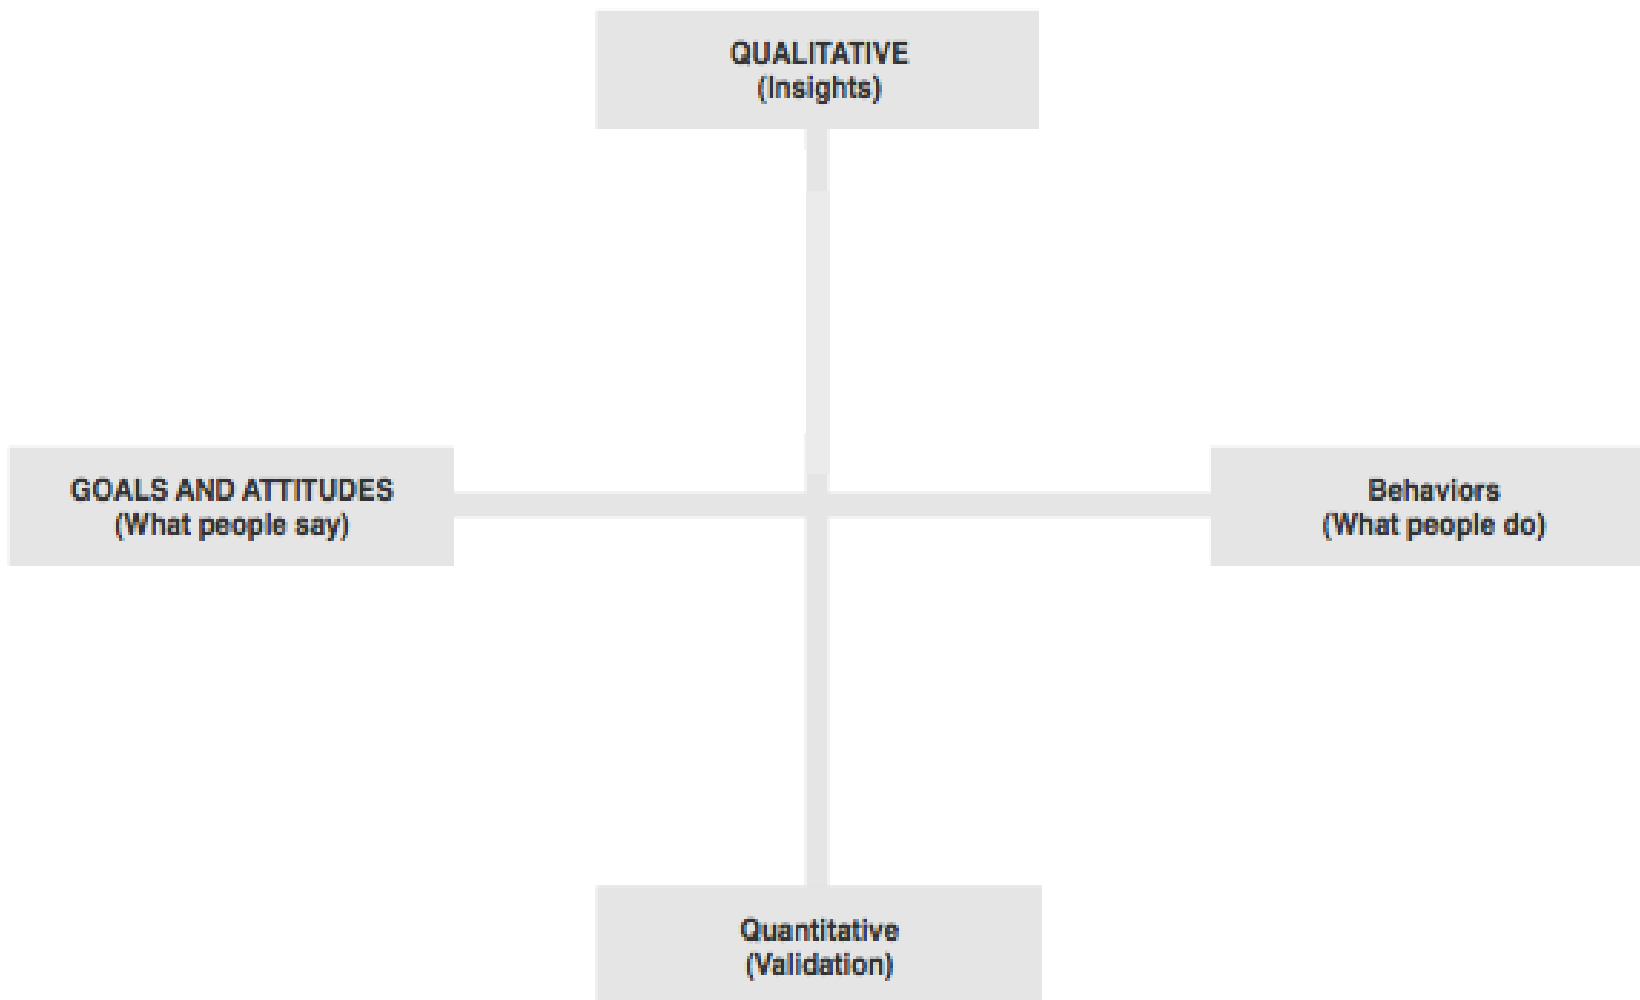 QUALITATIVE
(Insights)
GOALS AND ATTITUDES
(What people say)
Behaviors
(What people do)
Quantitative
(Validation)